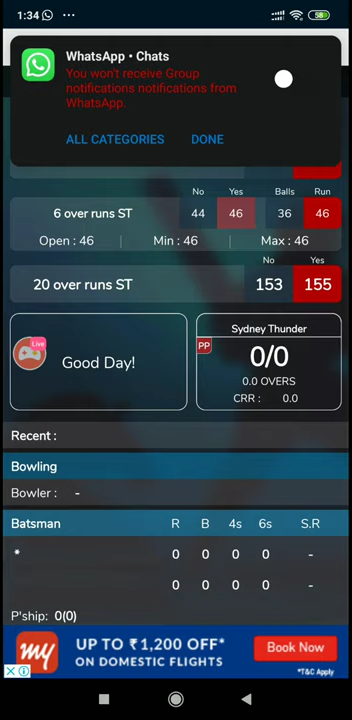 1:34
58
WhatsApp • Chats
You won't receive Group
notifications notifications from
WhatsApp.
ALL CATEGORIES DONE
No Yes Balls Run
6 over runs ST 44 46 36 46
Open : 46 | Min : 46 | Max : 46
No Yes
20 over runs ST 153 155
Live
Good Day!
Sydney Thunder
PP
0/0
0.0 OVERS
CRR : 0.0
Recent :
Bowling
Bowler : -
Batsman R B 4s 6s S.R
* 0 0 0 0 -
0 0 0 0 -
P'ship: 0(0)
my
UP TO ₹1,200 OFF*
ON DOMESTIC FLIGHTS
Book Now
*T&C Apply